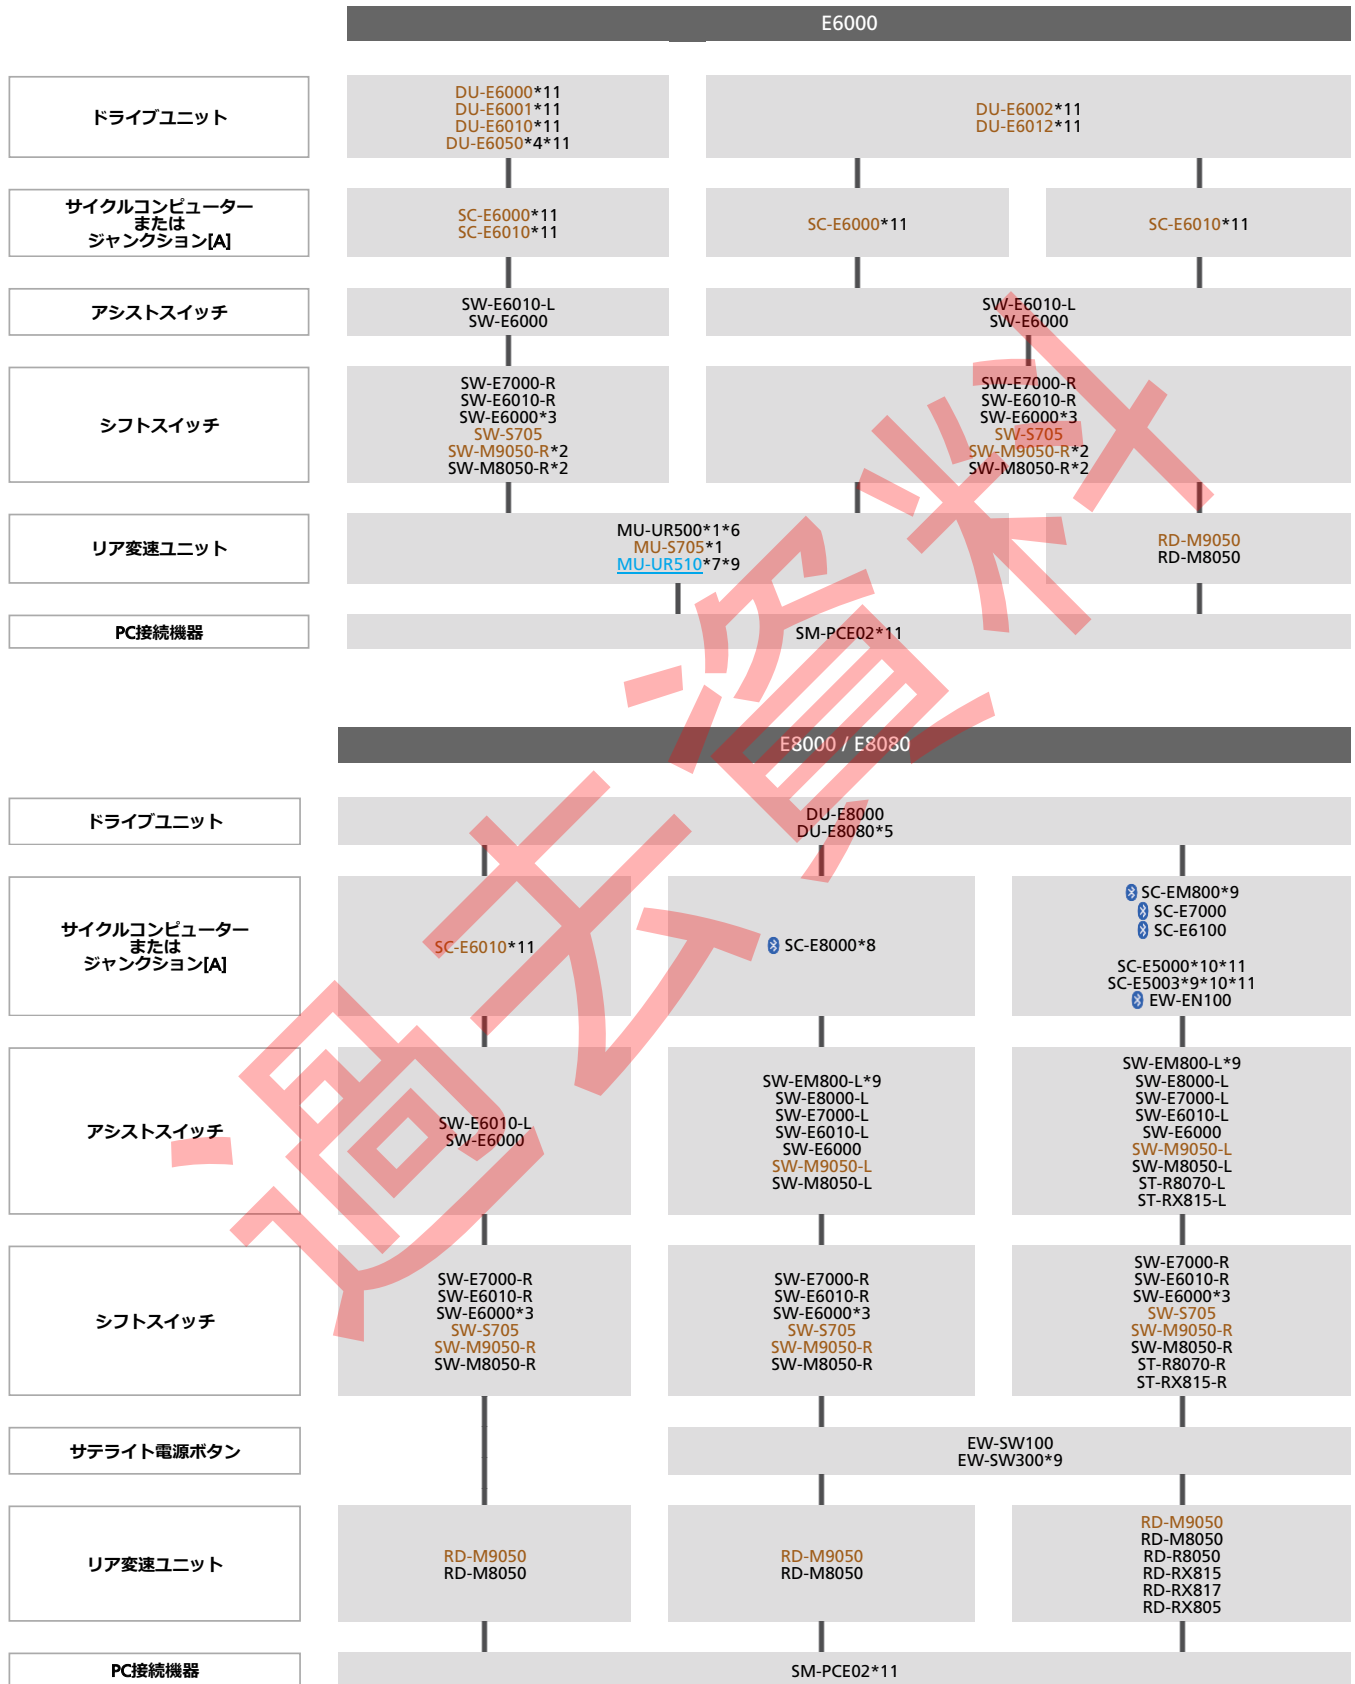 E6000
ドライブユニット
DU-E6000*11
DU-E6001*11
DU-E6010*11
DU-E6050*4*11
DU-E6002*11
DU-E6012*11
サイクルコンピューター
または
ジャンクション[A]
SC-E6000*11
SC-E6010*11
SC-E6000*11
SC-E6010*11
アシストスイッチ
SW-E6010-L
SW-E6000
SW-E6010-L
SW-E6000
シフトスイッチ
SW-E7000-R
SW-E6010-R
SW-E6000*3
SW-S705
SW-M9050-R*2
SW-M8050-R*2
SW-E7000-R
SW-E6010-R
SW-E6000*3
SW-S705
SW-M9050-R*2
SW-M8050-R*2
リア変速ユニット
MU-UR500*1*6
MU-S705*1
MU-UR510*7*9
RD-M9050
RD-M8050
PC接続機器
SM-PCE02*11
E8000 / E8080
ドライブユニット
DU-E8000
DU-E8080*5
サイクルコンピューター
または
ジャンクション[A]
SC-E6010*11
SC-E8000*8
SC-EM800*9
SC-E7000
SC-E6100
SC-E5000*10*11
SC-E5003*9*10*11
EW-EN100
アシストスイッチ
SW-E6010-L
SW-E6000
SW-EM800-L*9
SW-E8000-L
SW-E7000-L
SW-E6010-L
SW-E6000
SW-M9050-L
SW-M8050-L
SW-EM800-L*9
SW-E8000-L
SW-E7000-L
SW-E6010-L
SW-E6000
SW-M9050-L
SW-M8050-L
ST-R8070-L
ST-RX815-L
シフトスイッチ
SW-E7000-R
SW-E6010-R
SW-E6000*3
SW-S705
SW-M9050-R
SW-M8050-R
SW-E7000-R
SW-E6010-R
SW-E6000*3
SW-S705
SW-M9050-R
SW-M8050-R
SW-E7000-R
SW-E6010-R
SW-E6000*3
SW-S705
SW-M9050-R
SW-M8050-R
ST-R8070-R
ST-RX815-R
サテライト電源ボタン
EW-SW100
EW-SW300*9
リア変速ユニット
RD-M9050
RD-M8050
RD-M9050
RD-M8050
RD-M9050
RD-M8050
RD-R8050
RD-RX815
RD-RX817
RD-RX805
PC接続機器
SM-PCE02*11
過去資料